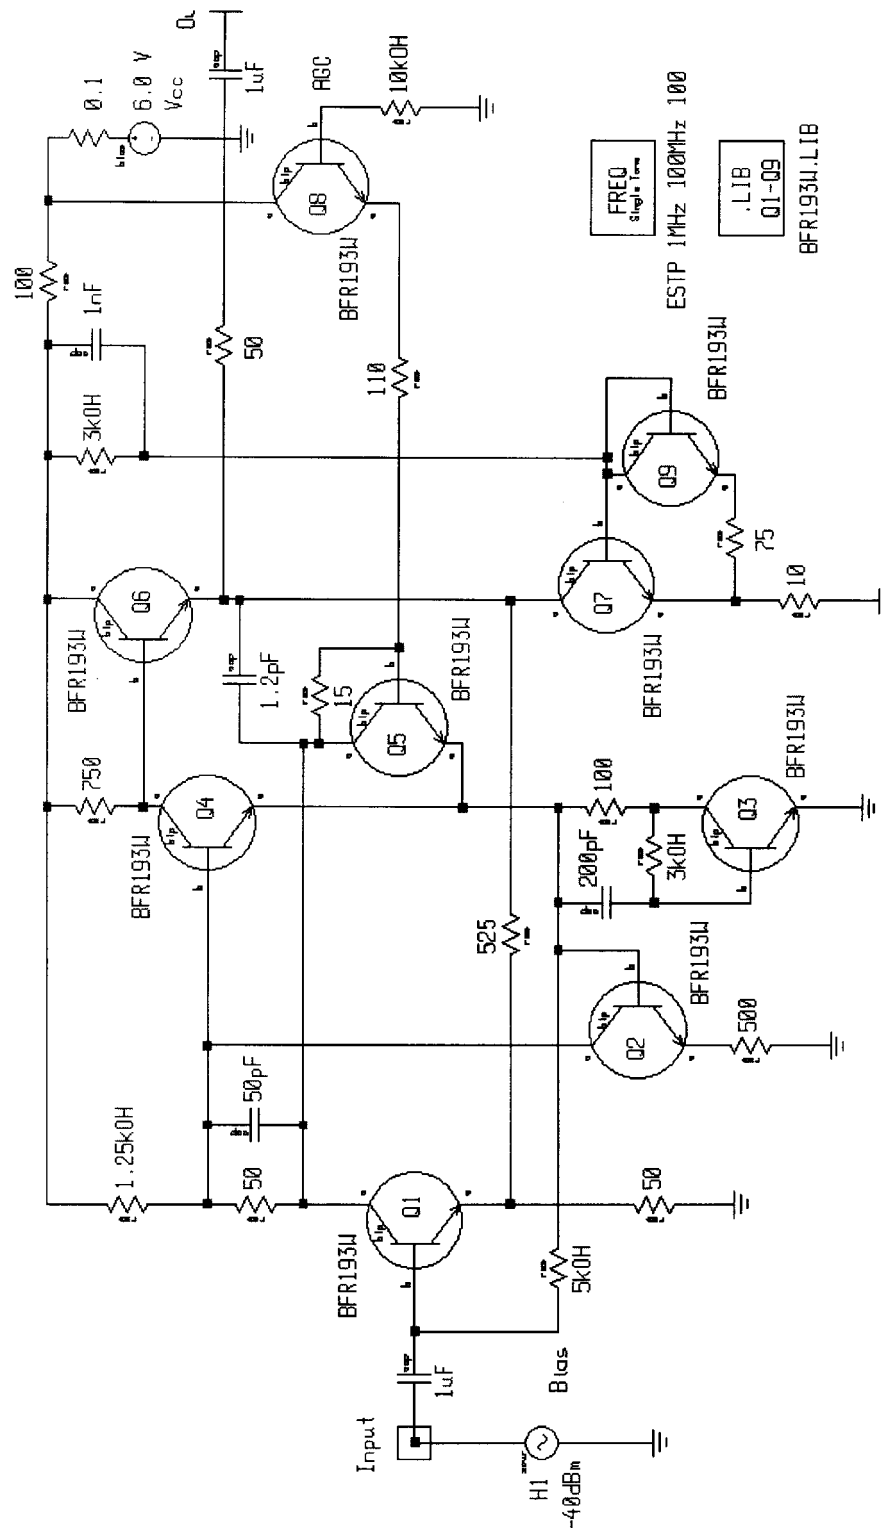 OL
1uF
0.1
6.0 V
Vcc
AGC
10kOH
100
1nF
50
Q8
BFR193W
110
FREQ
Single Tone
ESTP 1MHz 100MHz 100
.LIB
Q1-Q9
BFR193W.LIB
3kOH
BFR193W
Q9
75
Q6
BFR193W
1.2pF
15
Q5
BFR193W
Q7
BFR193W
10
750
Q4
BFR193W
525
100
200pF
3kOH
Q3
BFR193W
Q2
BFR193W
500
1.25kOH
50pF
50
Q1
BFR193W
50
5kOH
1uF
Bias
Input
H1
-40dBm